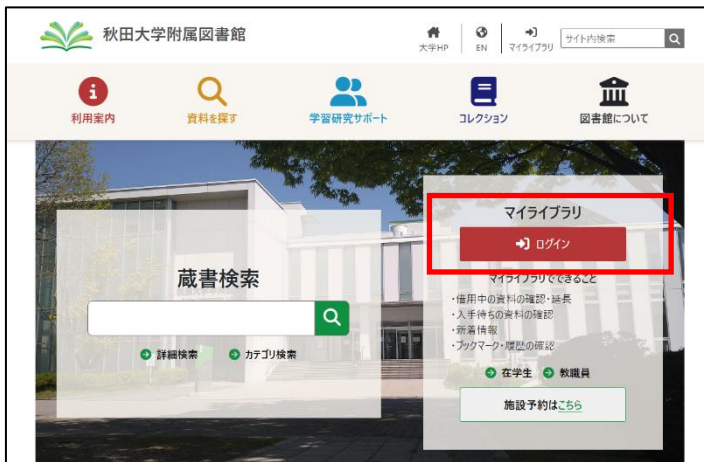 秋田大学附属図書館
大学HP
EN
マイライブラリ
サイト内検索
利用案内
資料を探す
学習研究サポート
コレクション
図書館について
マイライブラリ
ログイン
蔵書検索
詳細検索 カテゴリ検索
マイライブラリでできること
・借用中の資料の確認・延長
・入手待ちの資料の確認
・新着情報
・ブックマーク・履歴の確認
在学生 教職員
施設予約はこちら